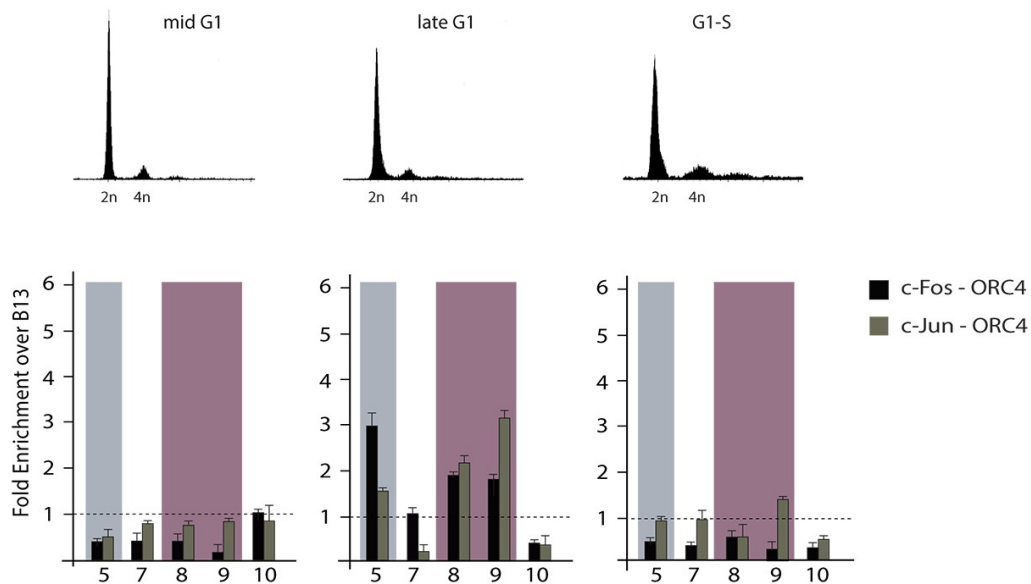 mid G1 late G1 G1-S
2n 4n 2n 4n 2n 4n
Fold Enrichment over B13
6 6 6
5 5 5
4 4 4
3 3 3
2 2 2
1 1 1
5 7 8 9 10 5 7 8 9 10 5 7 8 9 10
c-Fos - ORC4
c-Jun - ORC4